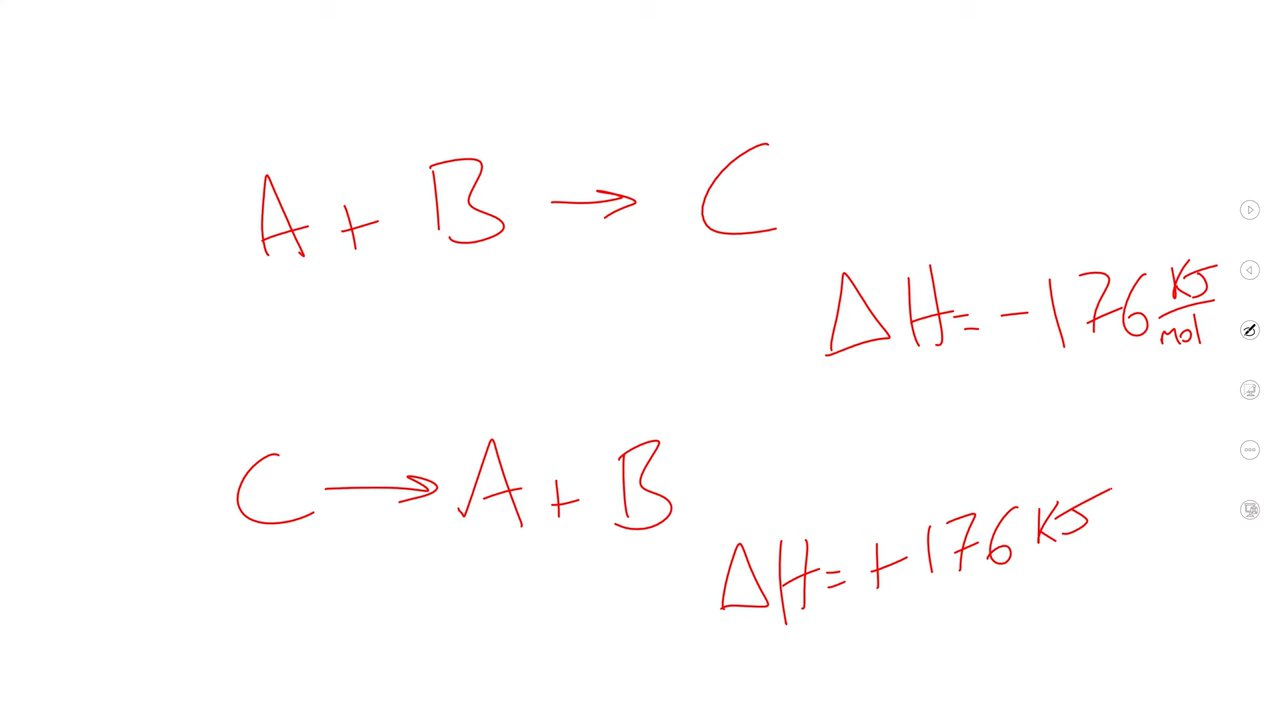 A + B → C
ΔH = -176 KJ/mol
C → A + B
ΔH = +176 KJ